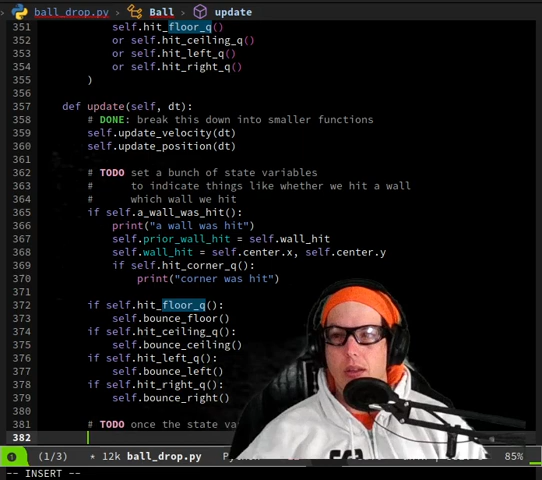 ball_drop.py > Ball > update
351 self.hit_floor_q()
352 or self.hit_ceiling_q()
353 or self.hit_left_q()
354 or self.hit_right_q()
355 )
356
357 def update(self, dt):
358 # DONE: break this down into smaller functions
359 self.update_velocity(dt)
360 self.update_position(dt)
361
362 # TODO set a bunch of state variables
363 # to indicate things like whether we hit a wall
364 # which wall we hit
365 if self.a_wall_was_hit():
366 print("a wall was hit")
367 self.prior_wall_hit = self.wall_hit
368 self.wall_hit = self.center.x, self.center.y
369 if self.hit_corner_q():
370 print("corner was hit")
371
372 if self.hit_floor_q():
373 self.bounce_floor()
374 if self.hit_ceiling_q():
375 self.bounce_ceiling()
376 if self.hit_left_q():
377 self.bounce_left()
378 if self.hit_right_q():
379 self.bounce_right()
380
381 # TODO once the state va
382
(1/3) * 12k ball_drop.py 85%
-- INSERT --